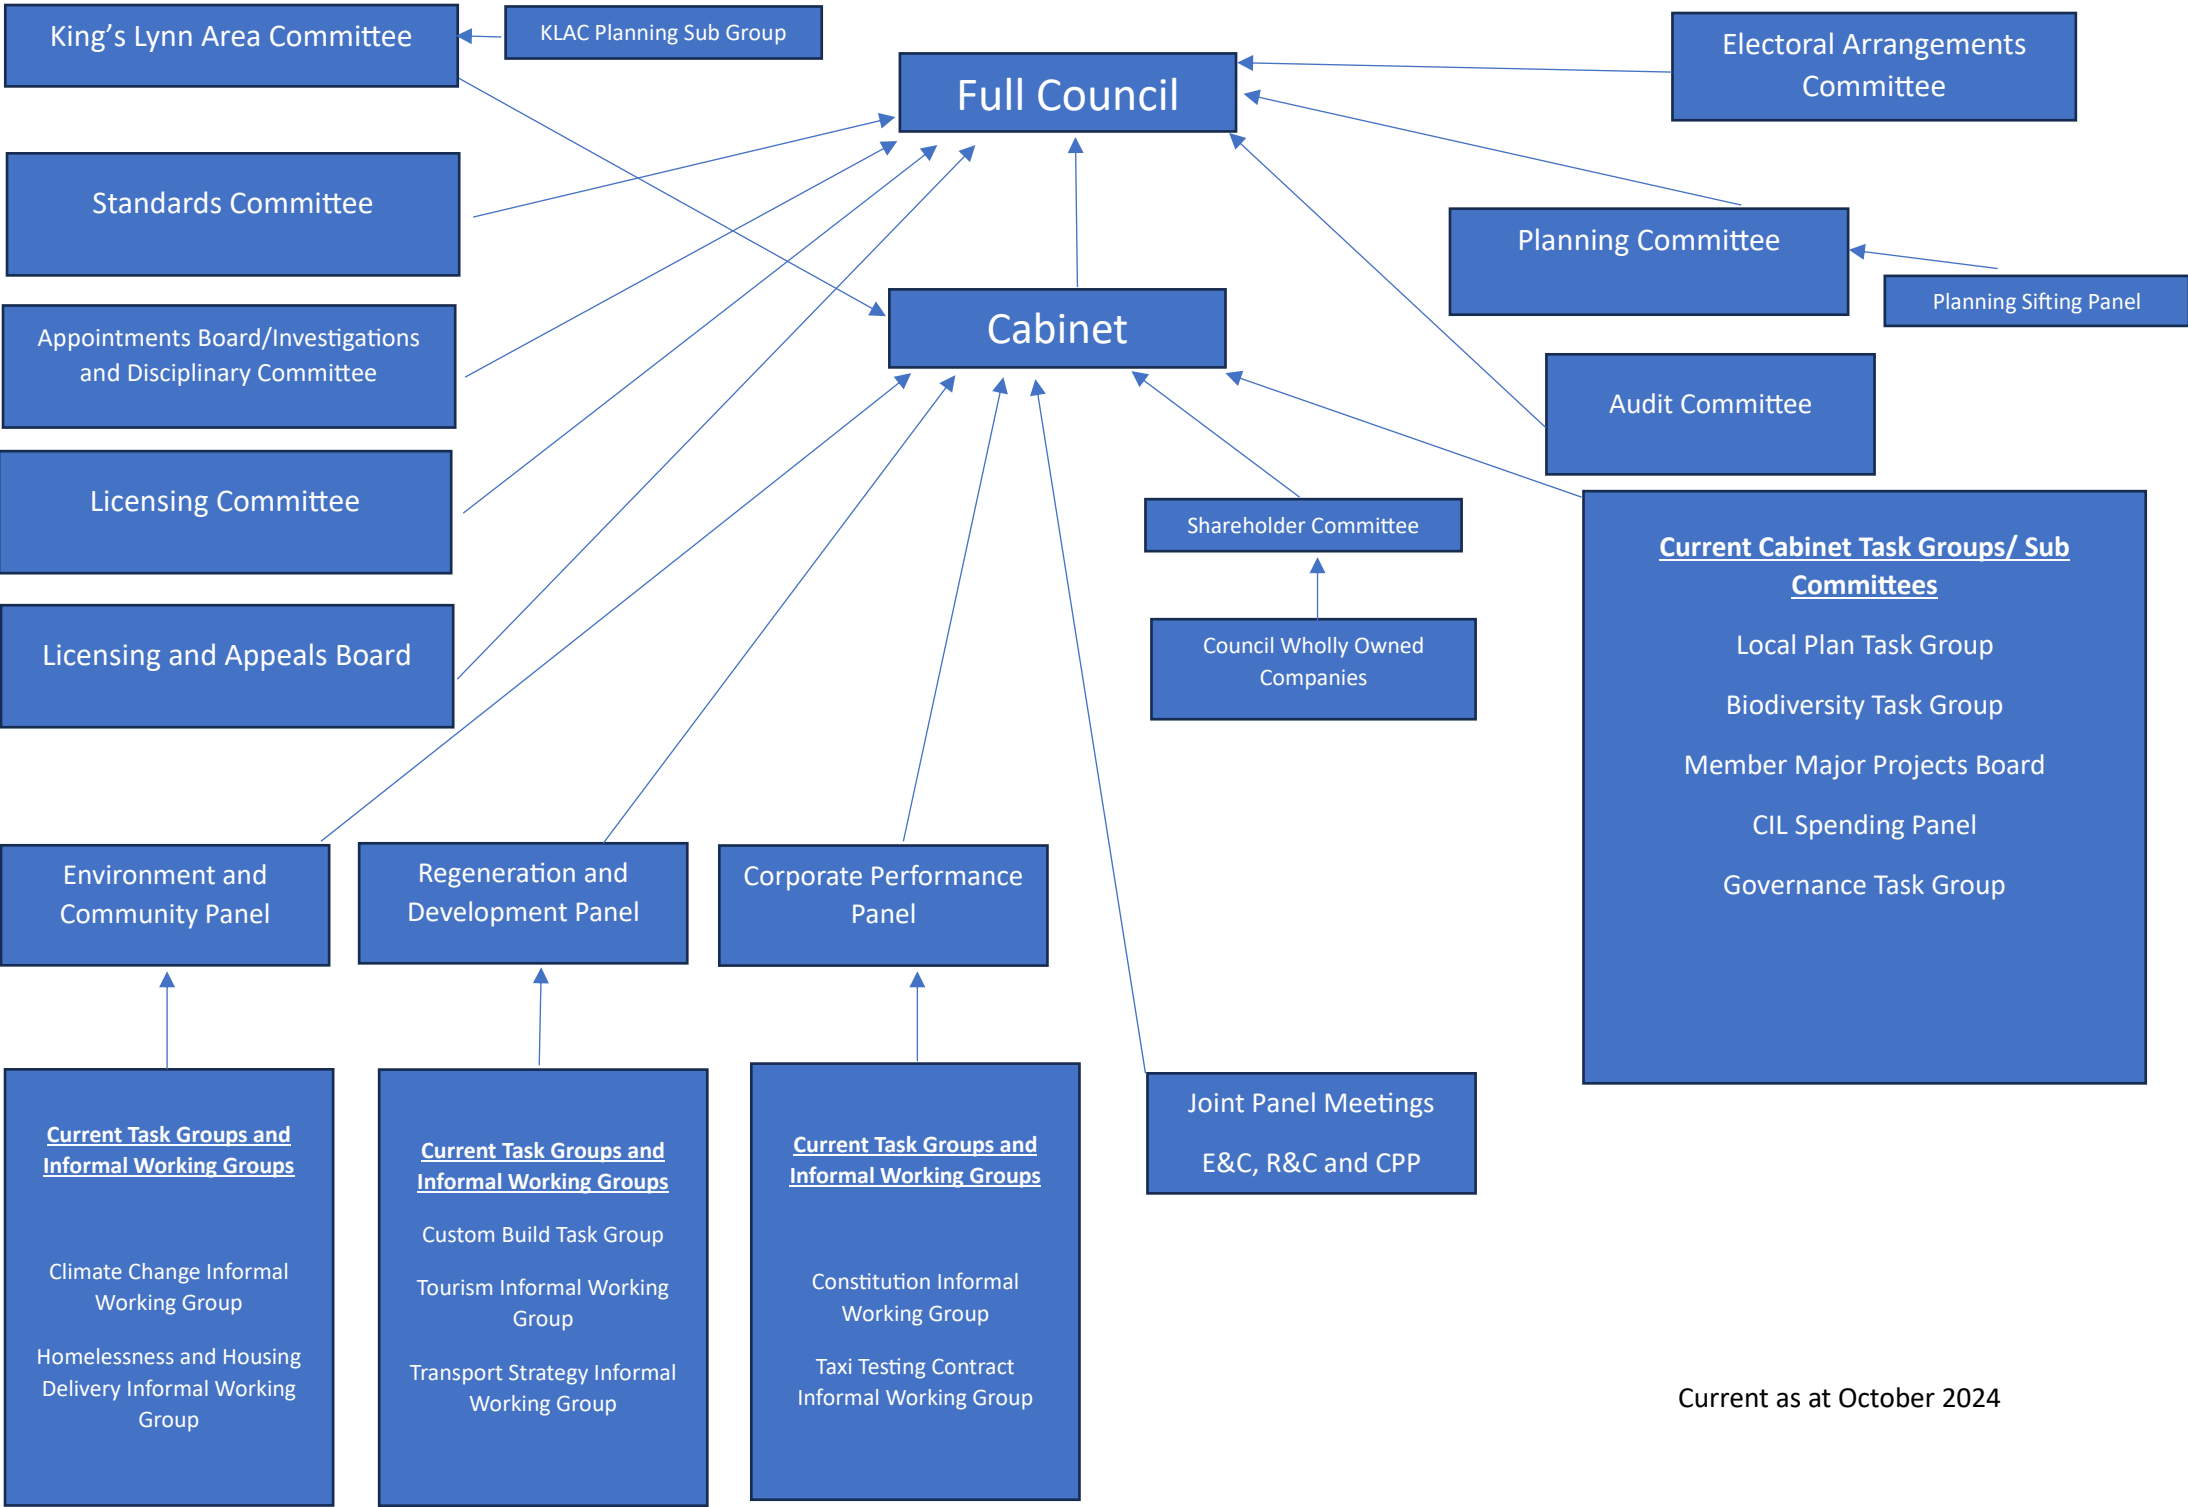 King’s Lynn Area Committee
KLAC Planning Sub Group
Full Council
Electoral Arrangements
Committee
Standards Committee
Planning Committee
Planning Sifting Panel
Appointments Board/Investigations
and Disciplinary Committee
Cabinet
Audit Committee
Licensing Committee
Shareholder Committee
Council Wholly Owned
Companies
Licensing and Appeals Board
Current Cabinet Task Groups/ Sub
Committees
Local Plan Task Group
Biodiversity Task Group
Member Major Projects Board
CIL Spending Panel
Governance Task Group
Environment and
Community Panel
Regeneration and
Development Panel
Corporate Performance
Panel
Current Task Groups and
Informal Working Groups
Climate Change Informal
Working Group
Homelessness and Housing
Delivery Informal Working
Group
Current Task Groups and
Informal Working Groups
Custom Build Task Group
Tourism Informal Working
Group
Transport Strategy Informal
Working Group
Current Task Groups and
Informal Working Groups
Constitution Informal
Working Group
Taxi Testing Contract
Informal Working Group
Joint Panel Meetings
E&C, R&C and CPP
Current as at October 2024